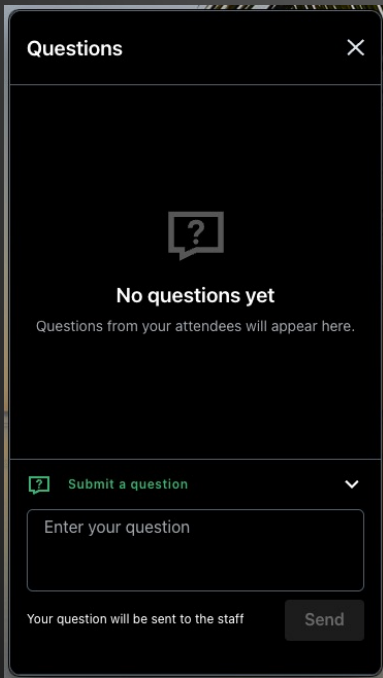 Questions
No questions yet
Questions from your attendees will appear here.
Submit a question
Enter your question
Your question will be sent to the staff
Send